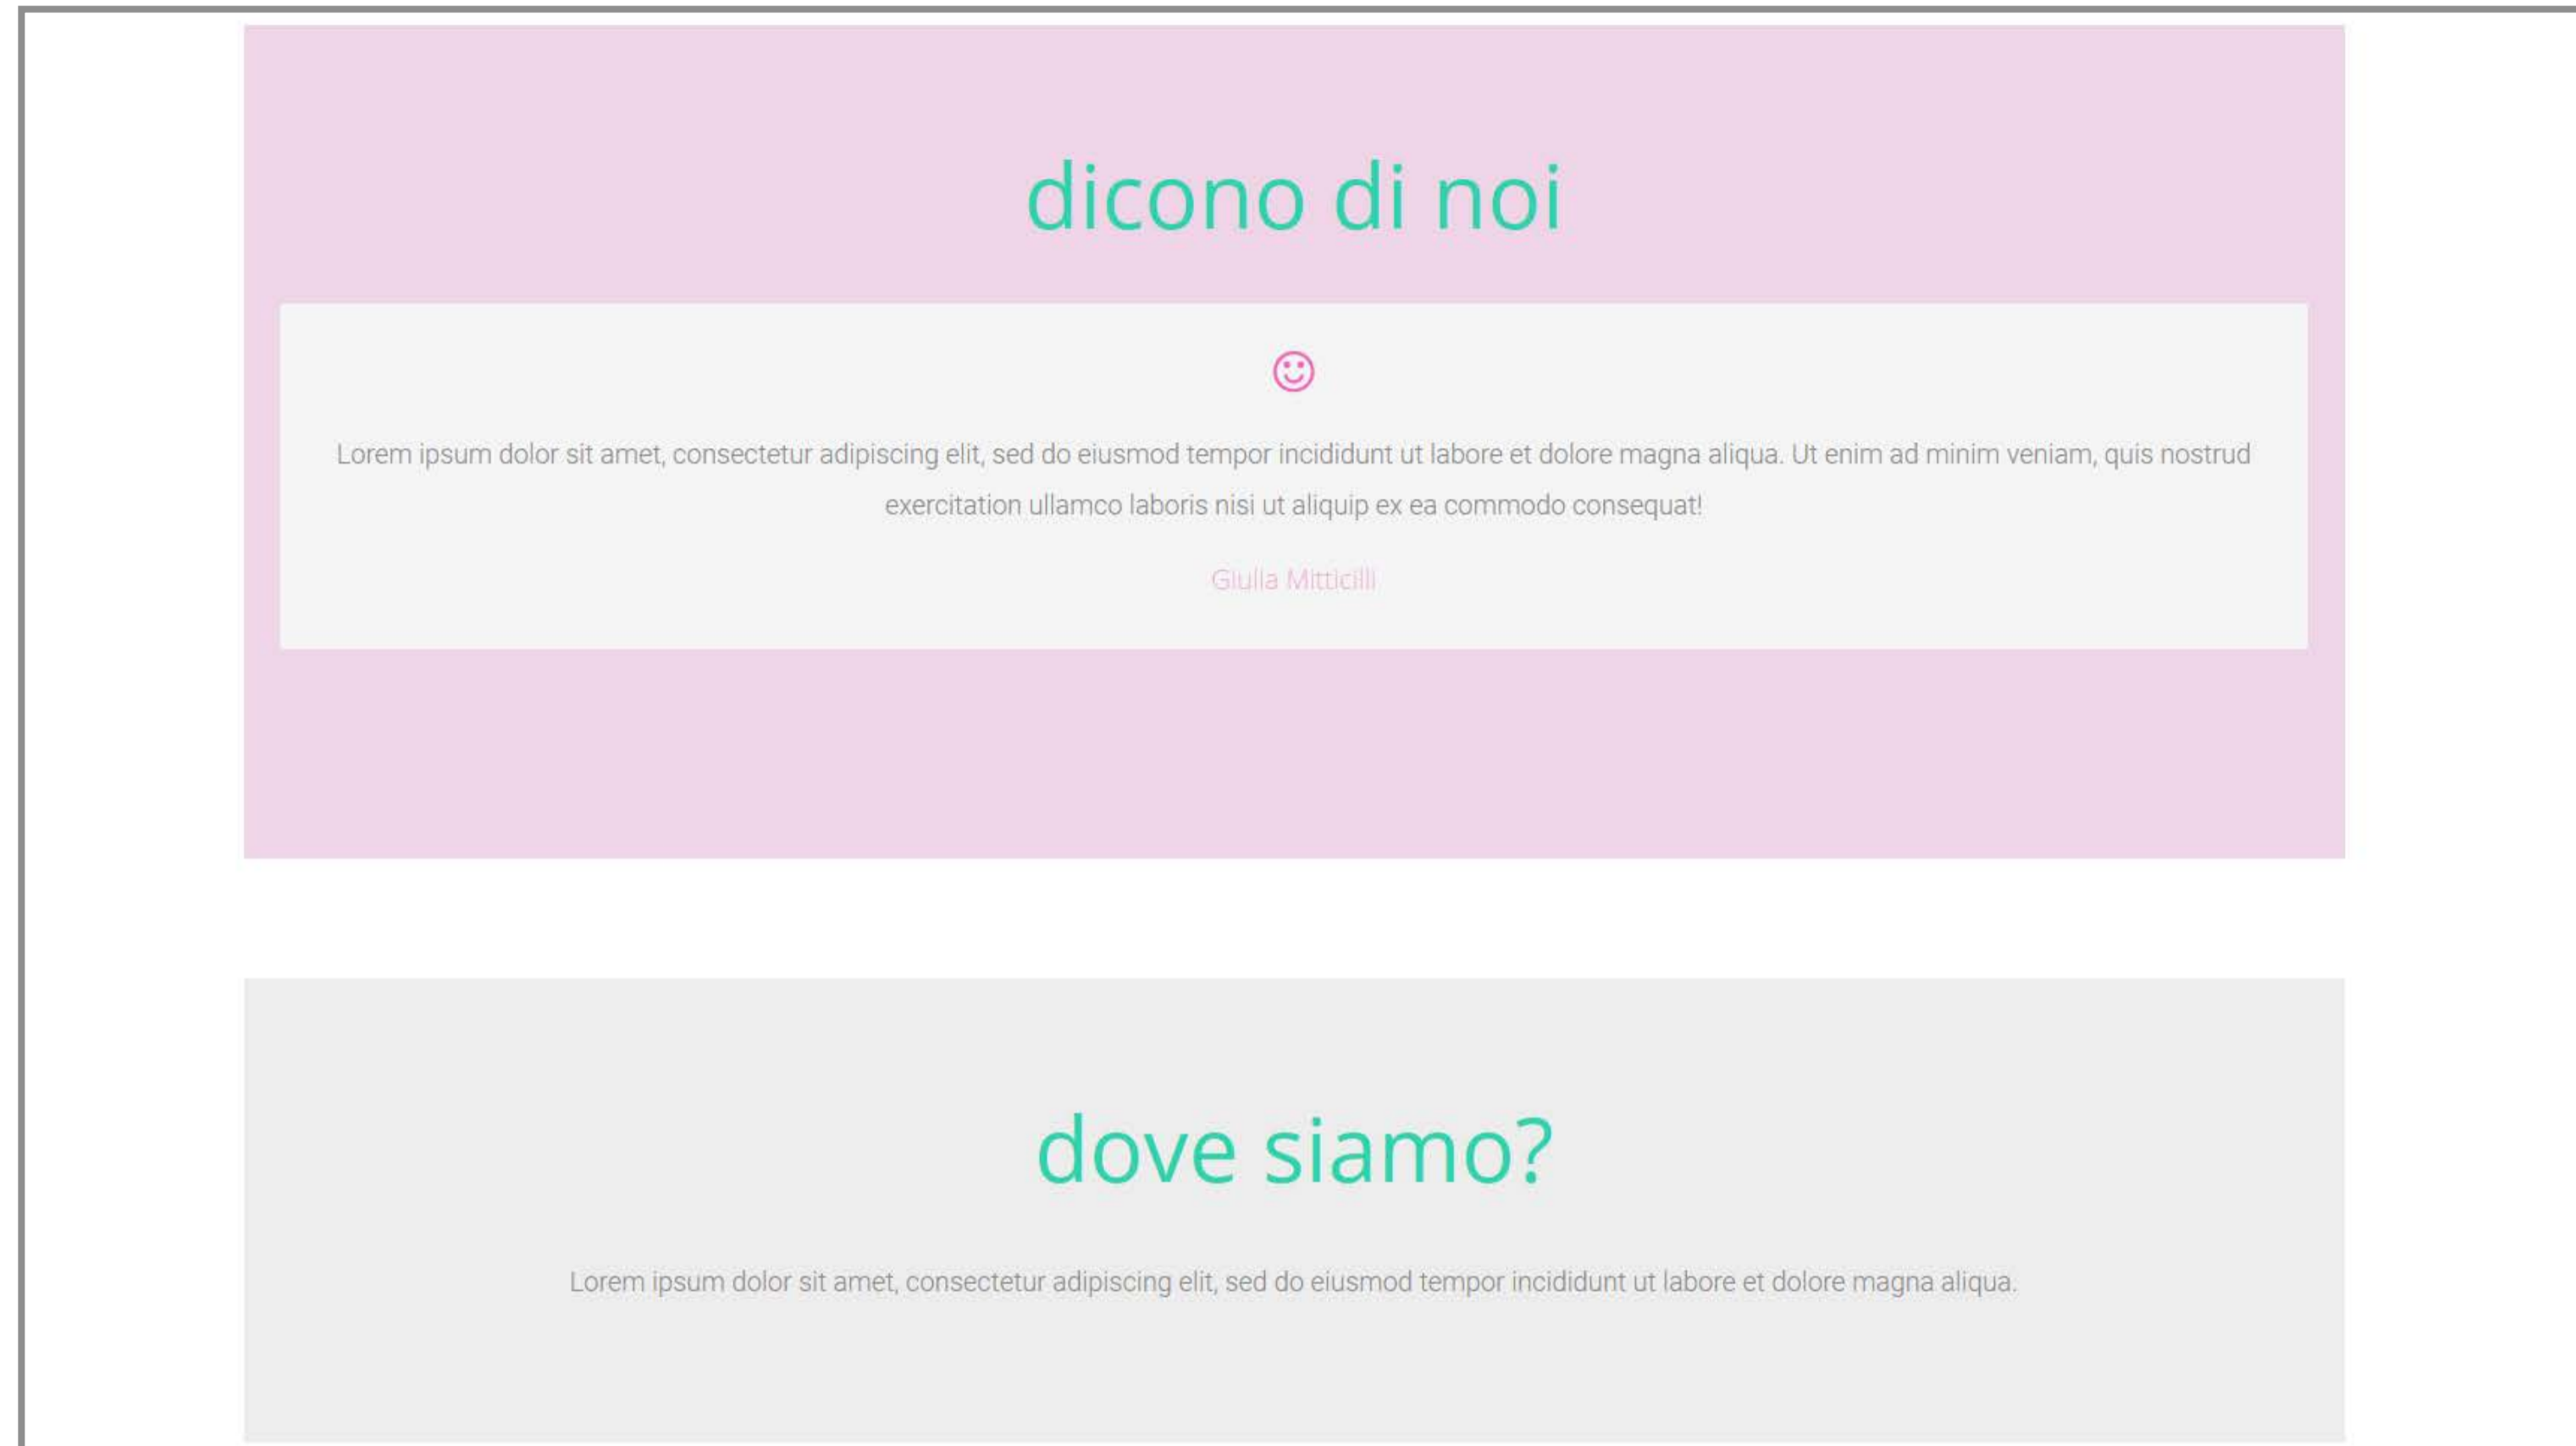 dicono di noi
Lorem ipsum dolor sit amet, consectetur adipiscing elit, sed do eiusmod tempor incididunt ut labore et dolore magna aliqua. Ut enim ad minim veniam, quis nostrud
exercitation ullamco laboris nisi ut aliquip ex ea commodo consequat!
Giulia Mitticilli
dove siamo?
Lorem ipsum dolor sit amet, consectetur adipiscing elit, sed do eiusmod tempor incididunt ut labore et dolore magna aliqua.